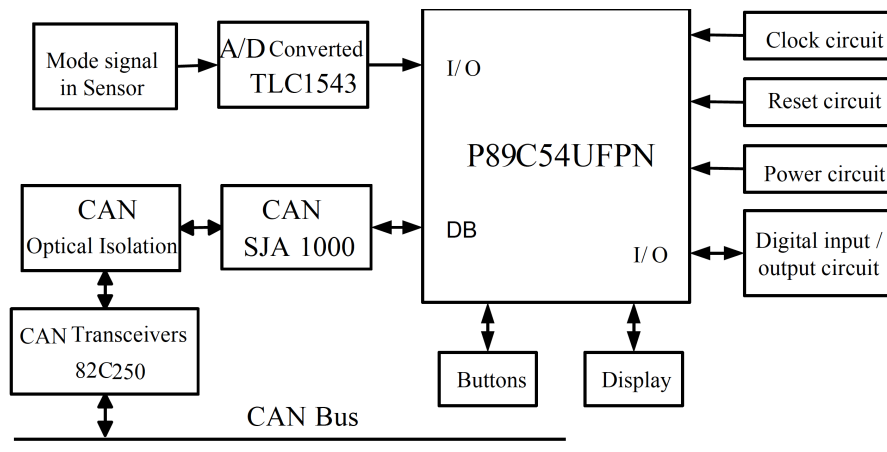 Mode signal
in Sensor
A/D Converted
TLC1543
I/O
P89C54UFPN
DB
I/O
Clock circuit
Reset circuit
Power circuit
Digital input /
output circuit
CAN
Optical Isolation
CAN
SJA 1000
CAN Transceivers
82C250
Buttons
Display
CAN Bus